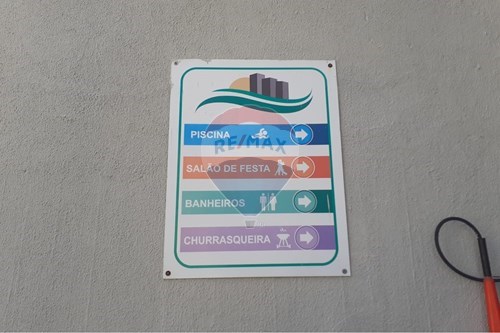 PISCINA
RE/MAX
SALÃO DE FESTA
BANHEIROS
CHURRASQUEIRA